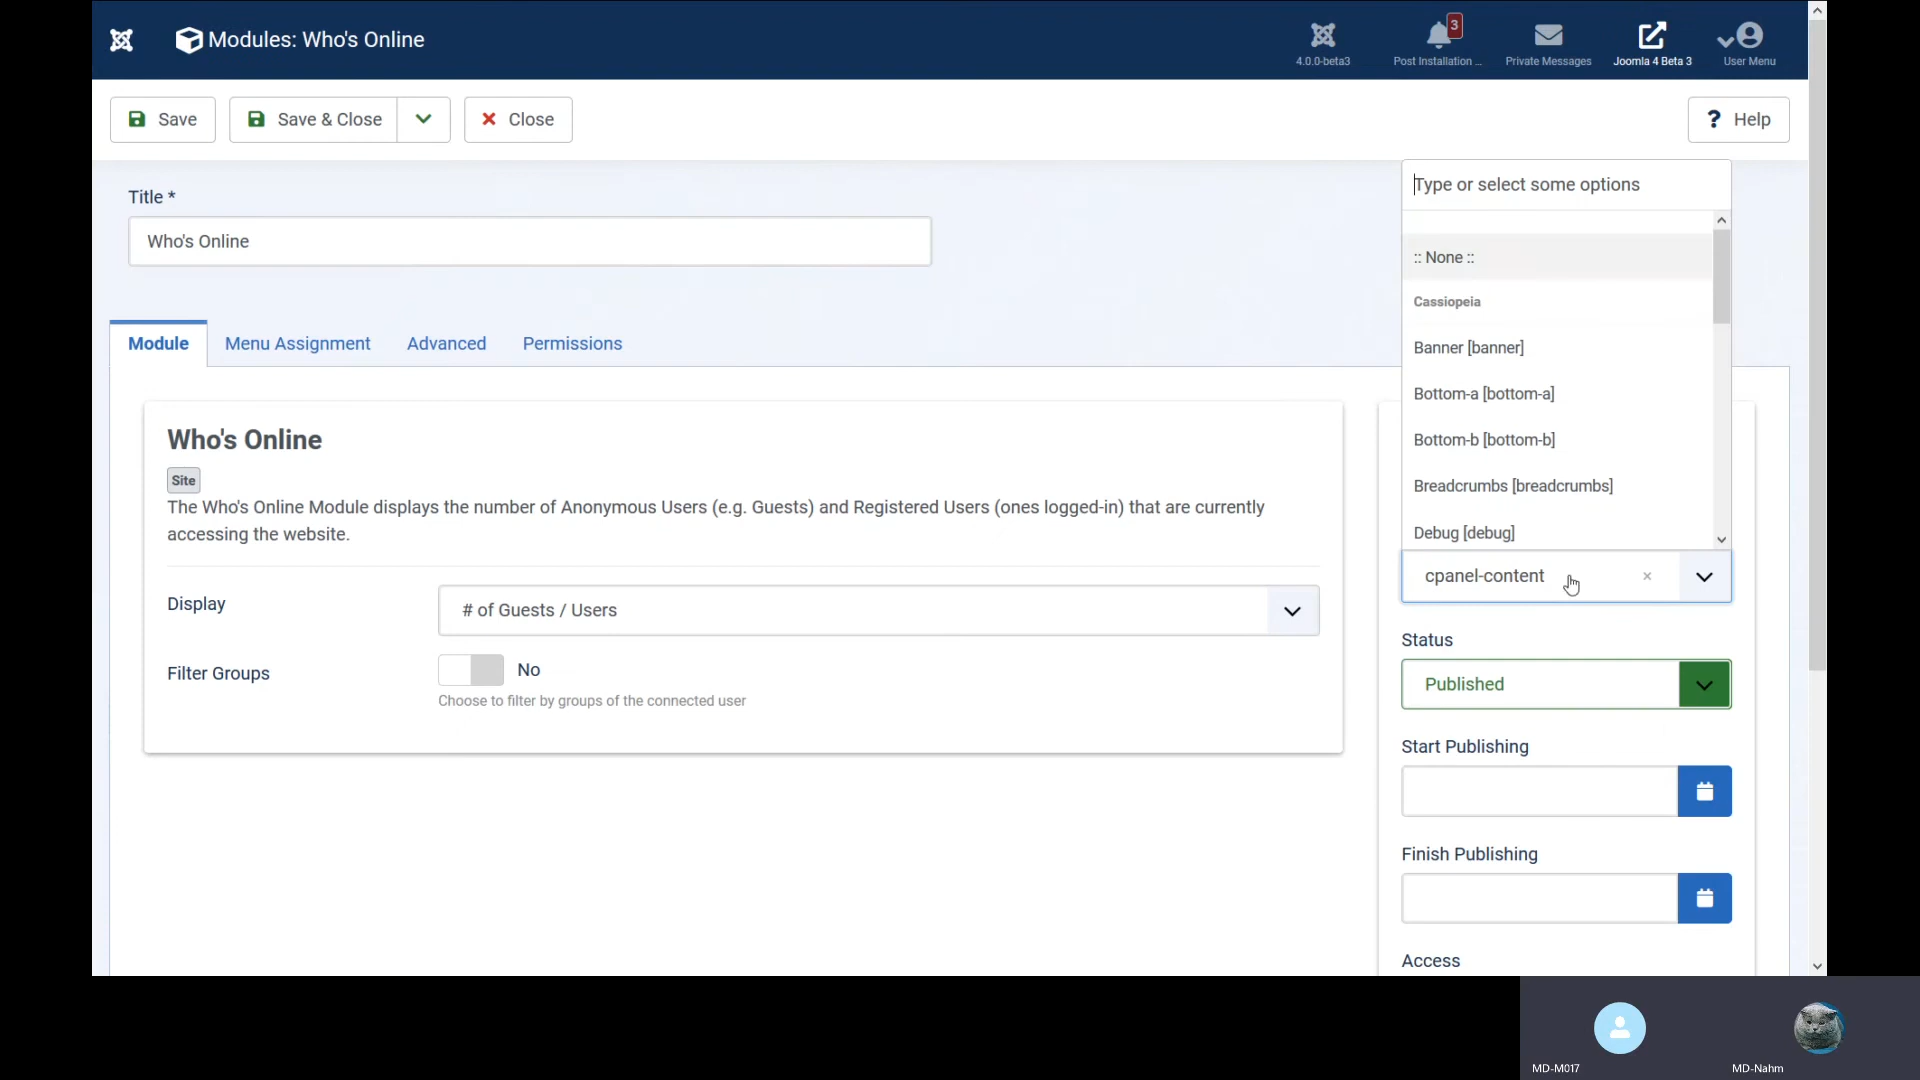 Modules: Who's Online
4.0.0-beta3
3
Post Installation ...
Private Messages
Joomla 4 Beta 3
User Menu
Save
Save & Close
Close
? Help
Title *
Who's Online
Module
Menu Assignment
Advanced
Permissions
Who's Online
Site
The Who's Online Module displays the number of Anonymous Users (e.g. Guests) and Registered Users (ones logged-in) that are currently
accessing the website.
Display
# of Guests / Users
Filter Groups
No
Choose to filter by groups of the connected user
Type or select some options
:: None ::
Cassiopeia
Banner [banner]
Bottom-a [bottom-a]
Bottom-b [bottom-b]
Breadcrumbs [breadcrumbs]
Debug [debug]
cpanel-content ×
Status
Published
Start Publishing
Finish Publishing
Access
MD-M017
MD-Nahm